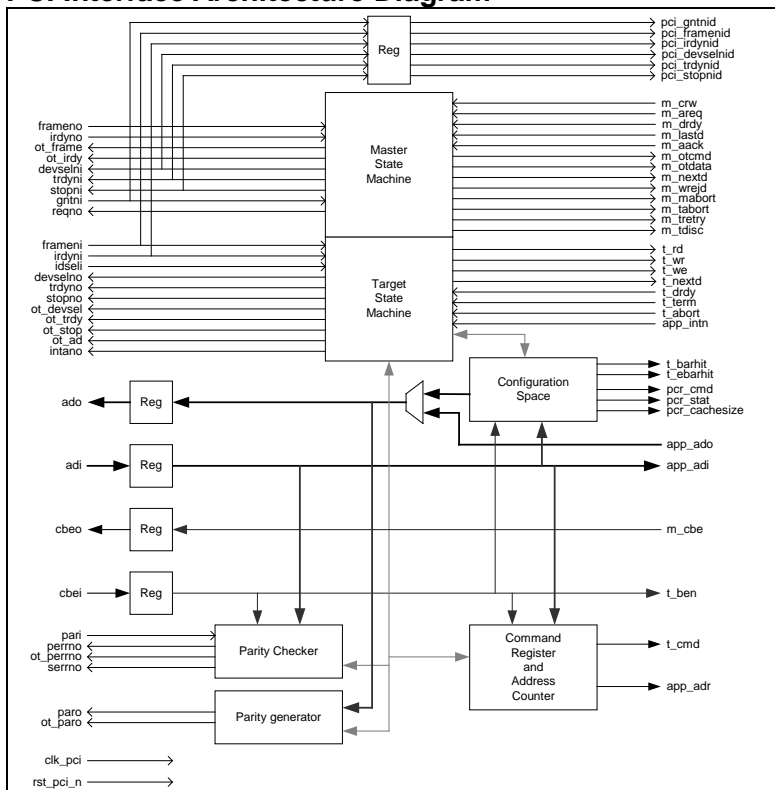 PCI Interface Architecture Diagram
Reg
pci_gntnid
pci_framenid
pci_irdynid
pci_devselnid
pci_trdynid
pci_stopnid
frameno
irdyno
ot_frame
ot_irdy
devselni
trdyni
stopni
gntni
reqno
Master
State
Machine
m_crw
m_areq
m_drdy
m_lastd
m_aack
m_otcmd
m_otdata
m_nextd
m_wrejd
m_mabort
m_tabort
m_tretry
m_tdisc
frameni
irdyni
idseli
devselno
trdyno
stopno
ot_devsel
ot_trdy
ot_stop
ot_ad
intano
Target
State
Machine
t_rd
t_wr
t_we
t_nextd
t_drdy
t_term
t_abort
app_intn
Configuration
Space
t_barhit
t_ebarhit
pcr_cmd
pcr_stat
pcr_cachesize
ado
Reg
app_ado
adi
Reg
app_adi
cbeo
Reg
m_cbe
cbei
Reg
t_ben
pari
perrno
ot_perrno
serrno
Parity Checker
Command
Register
and
Address
Counter
t_cmd
app_adr
paro
ot_paro
Parity generator
clk_pci
rst_pci_n